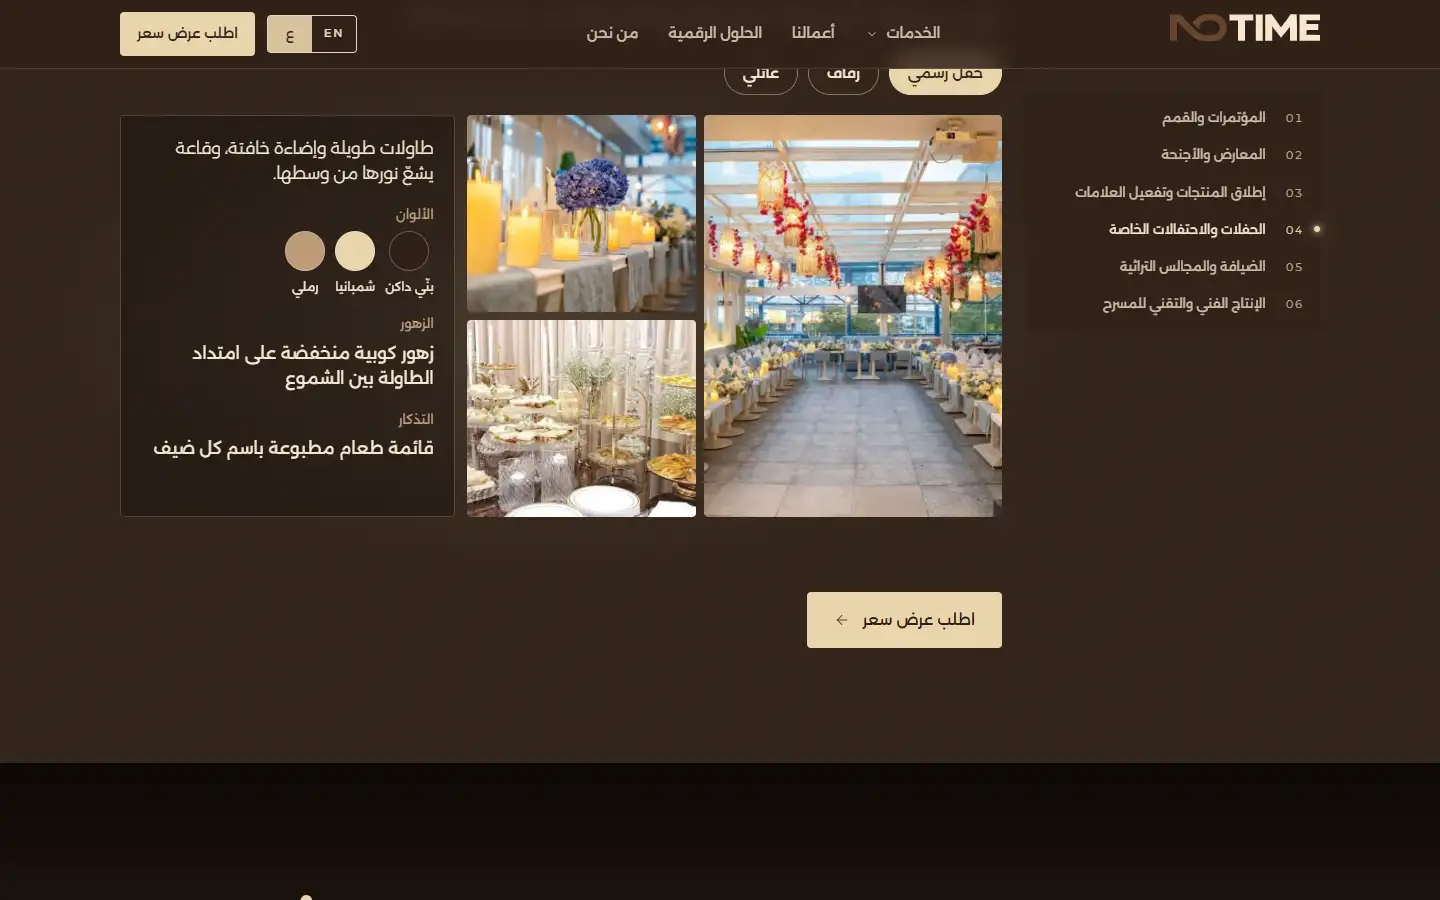 NOTIME
الخدمات
أعمالنا
الحلول الرقمية
من نحن
EN
ع
اطلب عرض سعر
حفل رسمي
زفاف
عائلي
01 المؤتمرات والقمم
02 المعارض والأجنحة
03 إطلاق المنتجات وتفعيل العلامات
04 الحفلات والاحتفالات الخاصة
05 الضيافة والمجالس التراثية
06 الإنتاج الفني والتقني للمسرح
طاولات طويلة وإضاءة خافتة، وقاعة
يشعّ نورها من وسطها.
الألوان
بنّي داكن
شمبانيا
رملي
الزهور
زهور كوبية منخفضة على امتداد
الطاولة بين الشموع
التذكار
قائمة طعام مطبوعة باسم كل ضيف
اطلب عرض سعر ←